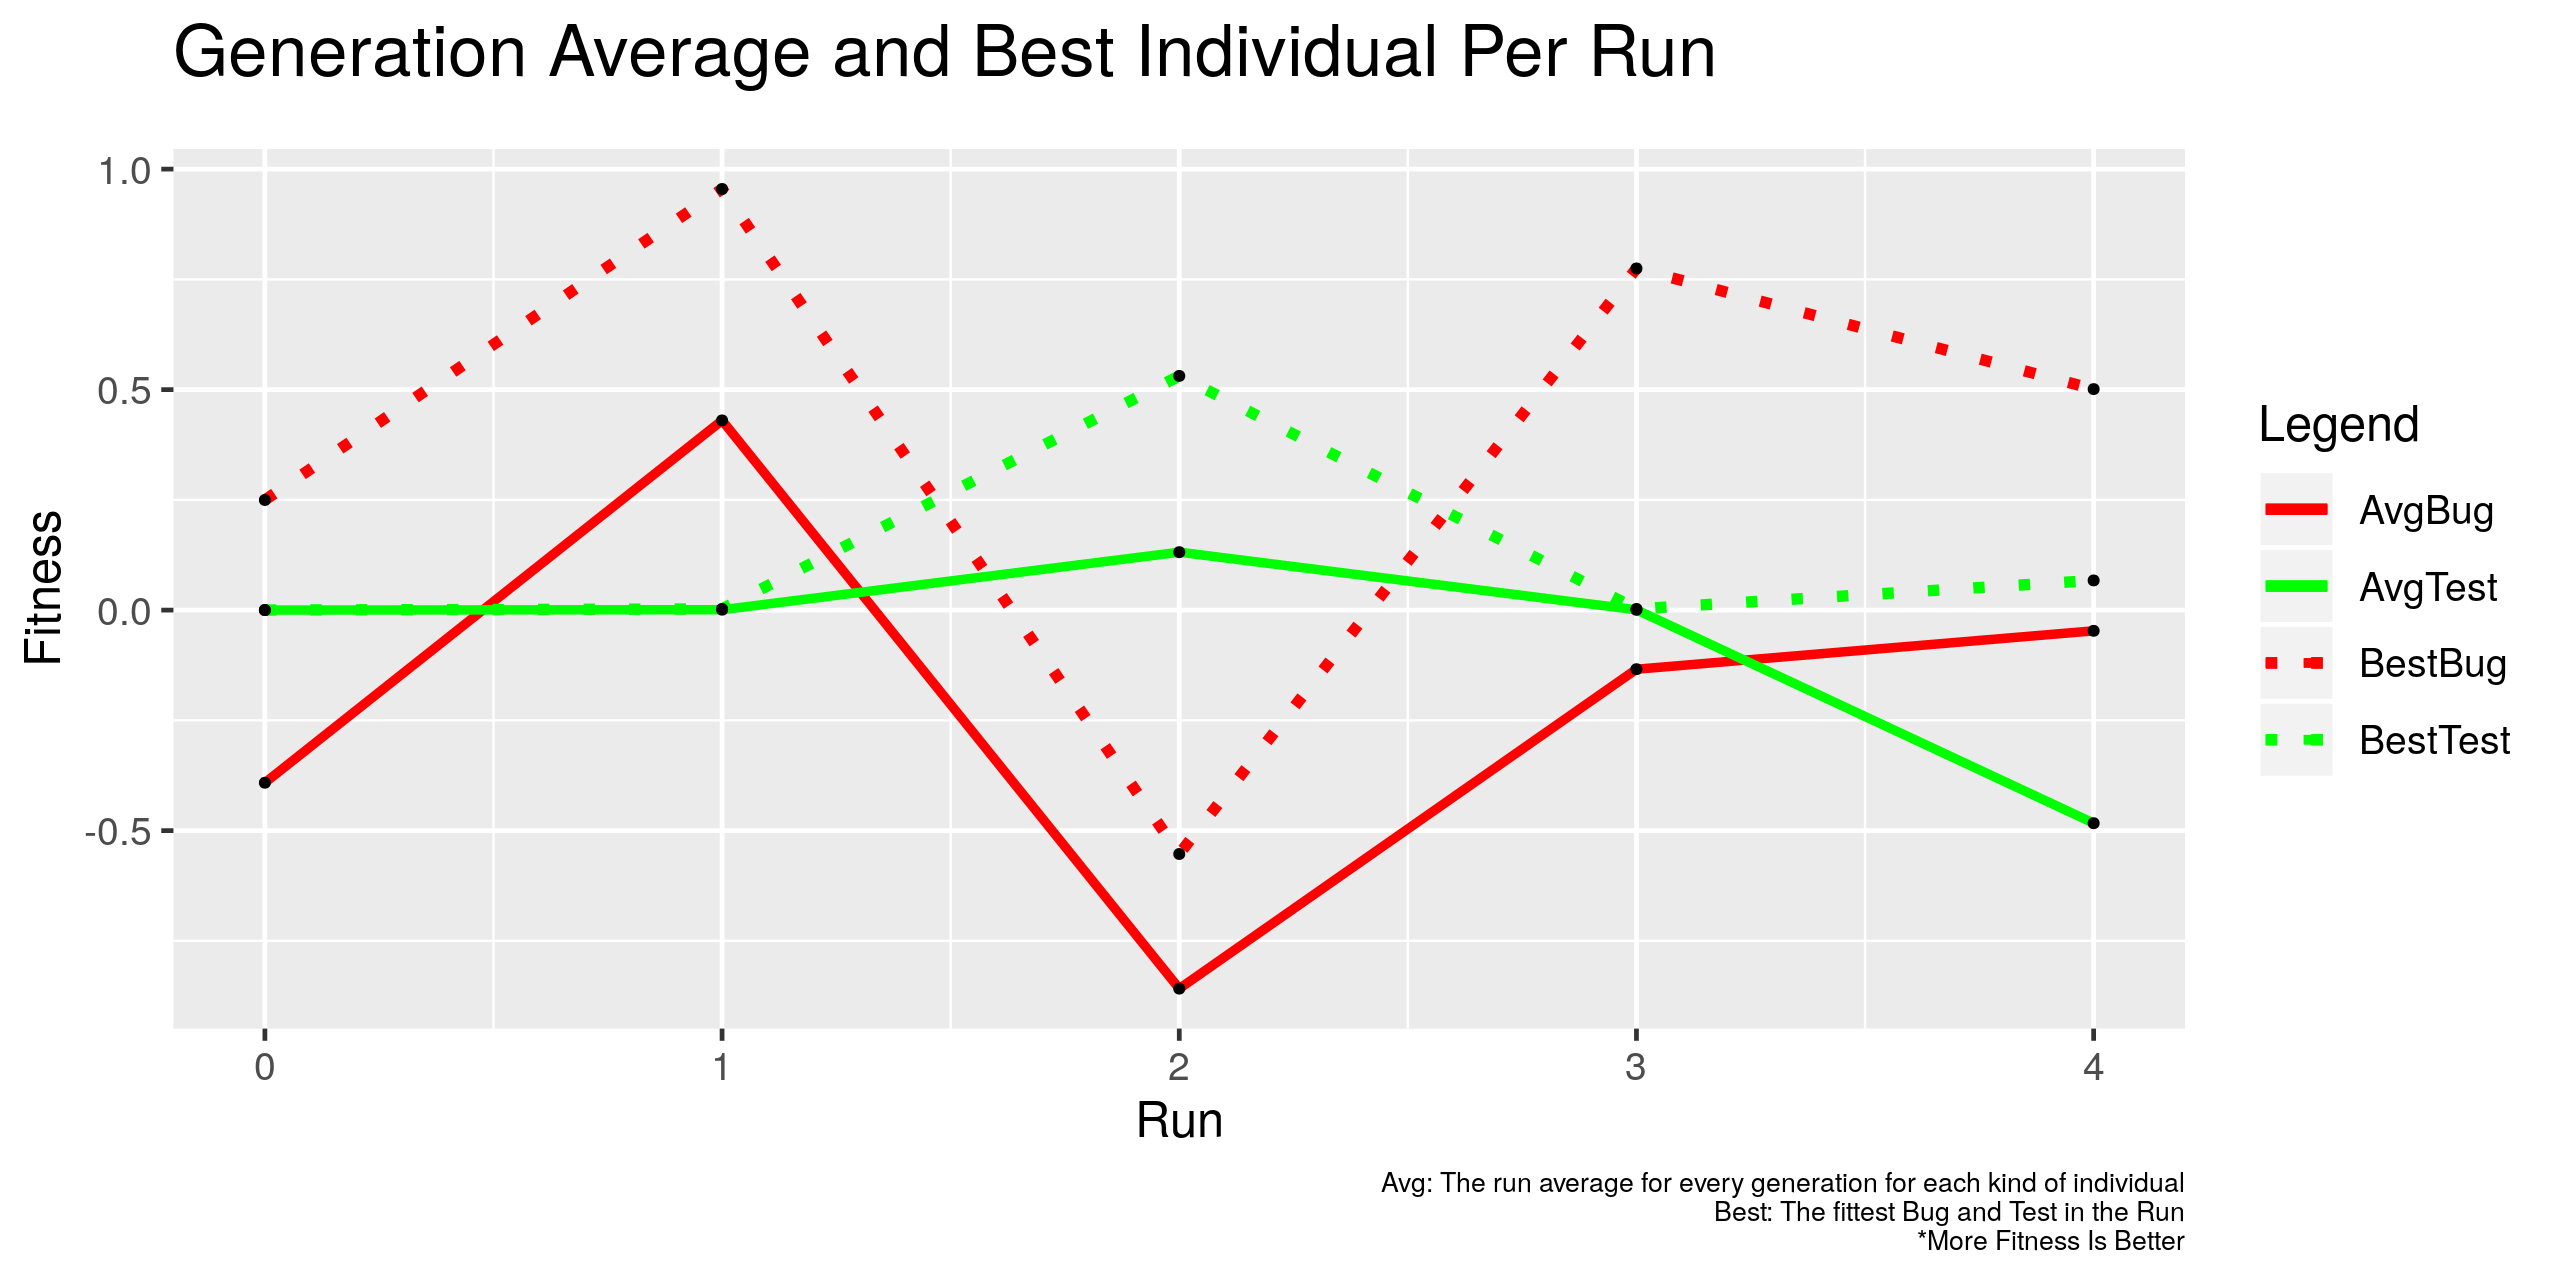 Generation Average and Best Individual Per Run
1.0
0.5
0.0
-0.5
Fitness
0 1 2 3 4
Run
Legend
AvgBug
AvgTest
BestBug
BestTest
Avg: The run average for every generation for each kind of individual
Best: The fittest Bug and Test in the Run
*More Fitness Is Better